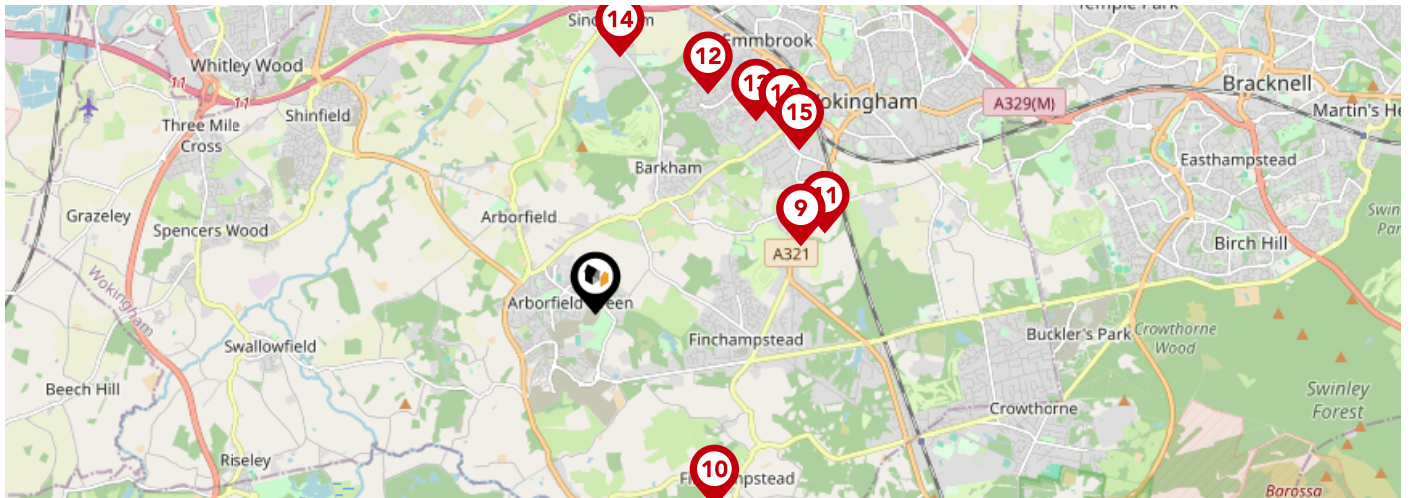 14
Temple Park
12
Emmbrook
Whitley Wood
11
11
13
15
A329(M)
Bracknell
Martin's He
Shinfield
Three Mile
Cross
Barkham
Easthampstead
Grazeley
Arborfield
9
11
Spencers Wood
A321
Birch Hill
Wokingham
Arborfield
Finchampstead
Buckler's Park
Crowthorne
Wood
Swallowfield
Beech Hill
Swinley
Forest
Crowthorne
Riseley
10
Barossa